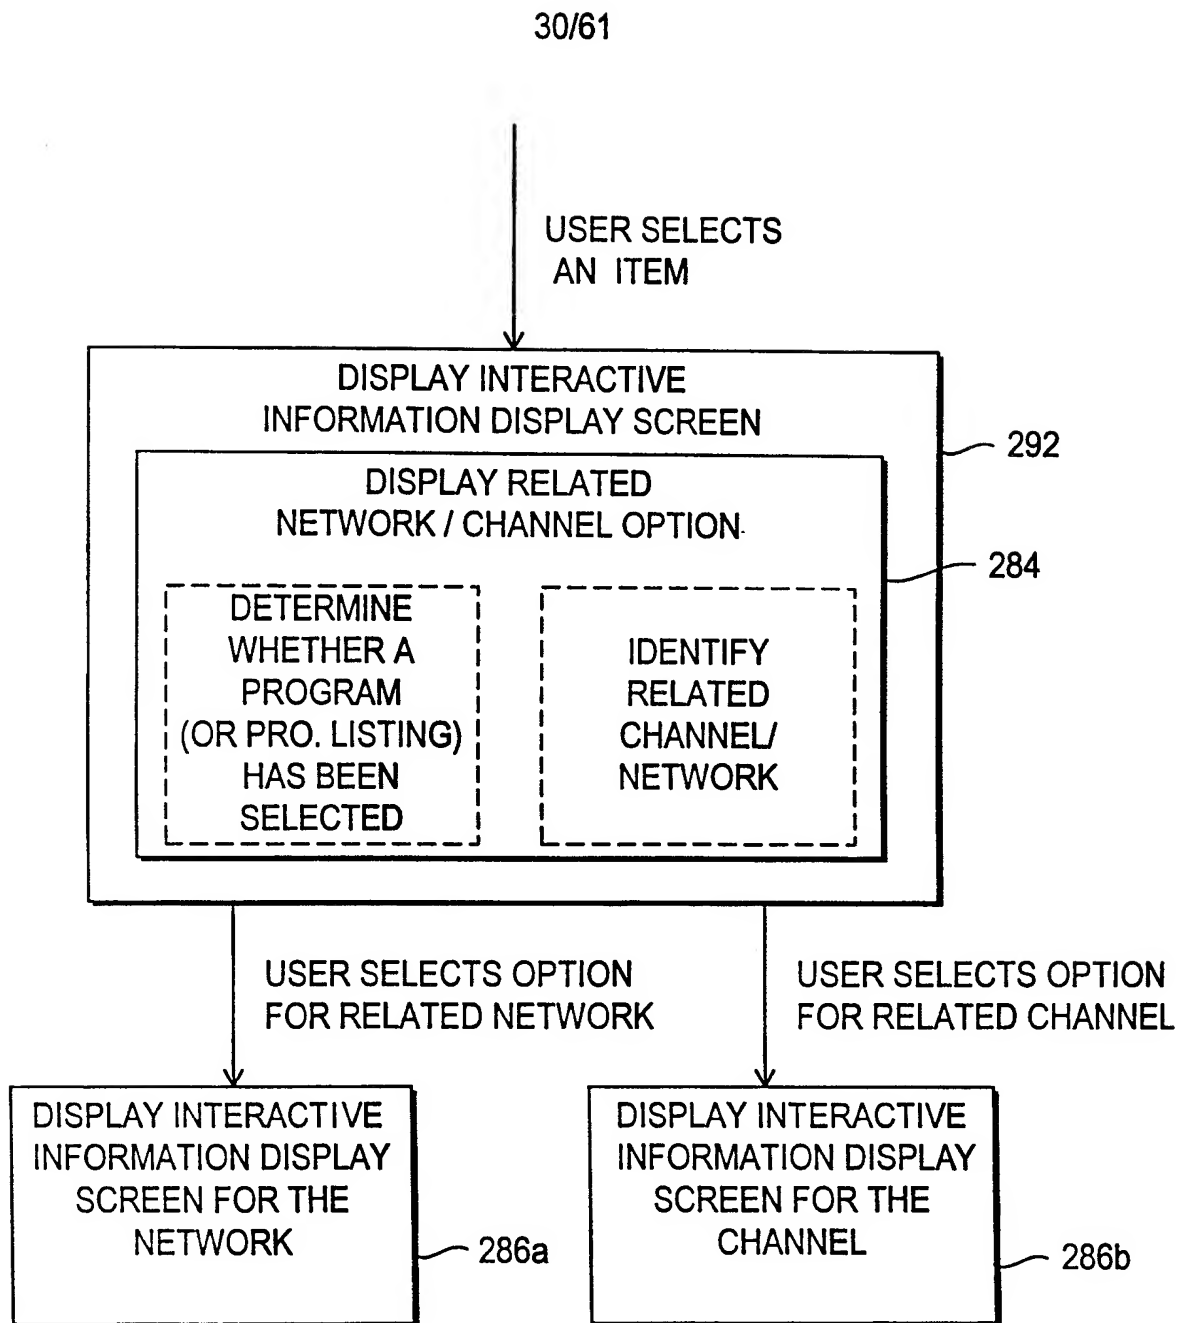 30/61
USER SELECTS
AN ITEM
DISPLAY INTERACTIVE
INFORMATION DISPLAY SCREEN
292
DISPLAY RELATED
NETWORK / CHANNEL OPTION
284
DETERMINE
WHETHER A
PROGRAM
(OR PRO. LISTING)
HAS BEEN
SELECTED
IDENTIFY
RELATED
CHANNEL/
NETWORK
USER SELECTS OPTION
FOR RELATED NETWORK
USER SELECTS OPTION
FOR RELATED CHANNEL
DISPLAY INTERACTIVE
INFORMATION DISPLAY
SCREEN FOR THE
NETWORK
286a
DISPLAY INTERACTIVE
INFORMATION DISPLAY
SCREEN FOR THE
CHANNEL
286b